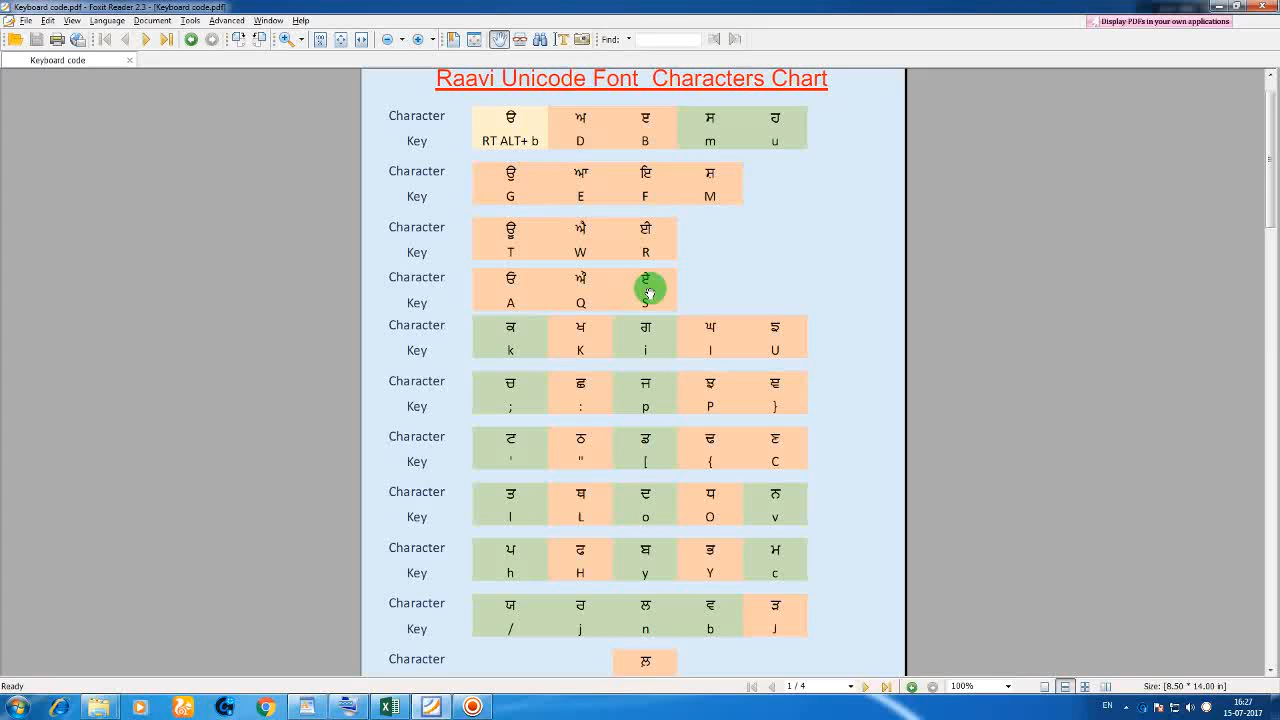 Keyboard code.pdf - Foxit Reader 2.3 - [Keyboard code.pdf]
File Edit View Language Document Tools Advanced Window Help
Display PDFs in your own applications
Find:
Keyboard code
Raavi Unicode Font Characters Chart
Character ੳ ਅ ੲ ਸ ਹ
Key RT ALT+ b D B m u
Character ਉ ਆ ਇ ਸ਼
Key G E F M
Character ਊ ਐ ਈ
Key T W R
Character ਓ ਔ ਏ
Key A Q S
Character ਕ ਖ ਗ ਘ ਙ
Key k K i I U
Character ਚ ਛ ਜ ਝ ਞ
Key ; : p P }
Character ਟ ਠ ਡ ਢ ਣ
Key ' " [ { C
Character ਤ ਥ ਦ ਧ ਨ
Key l L o O v
Character ਪ ਫ ਬ ਭ ਮ
Key h H y Y c
Character ਯ ਰ ਲ ਵ ੜ
Key / j n b J
Character ਲ਼
Ready 1 / 4 100% Size: [8.50 * 14.00 in]
EN 16:27
15-07-2017